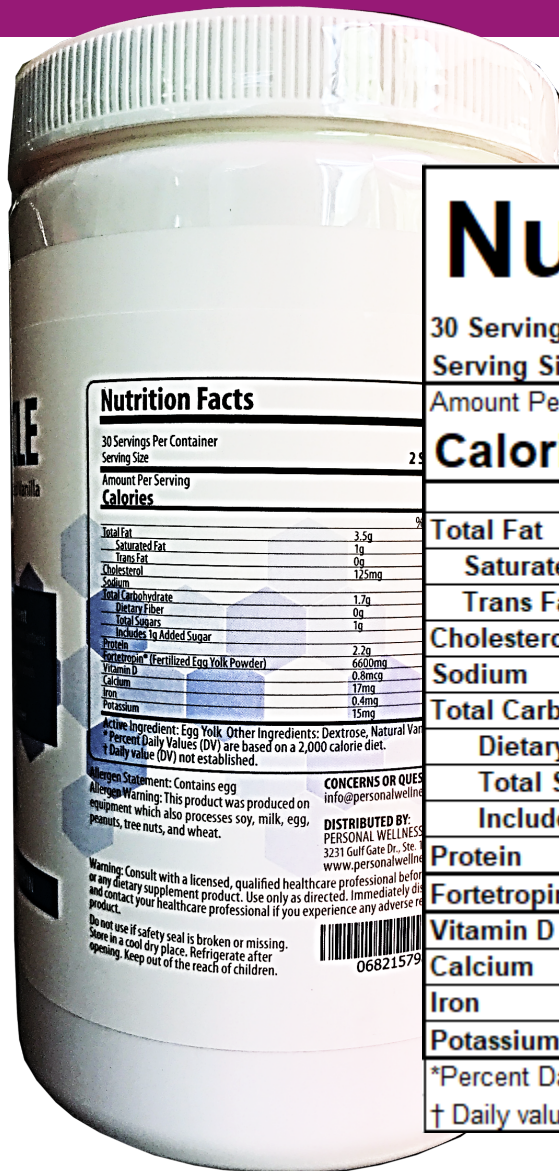 LE
Vanilla
Nutrition Facts
30 Servings Per Container
Serving Size 2 S
Amount Per Serving
Calories
%
Total Fat 3.5g
Saturated Fat 1g
Trans Fat 0g
Cholesterol 125mg
Sodium
Total Carbohydrate 1.7g
Dietary Fiber 0g
Total Sugars 1g
Includes 1g Added Sugar
Protein 2.2g
Fortetropin® (Fertilized Egg Yolk Powder) 6600mg
Vitamin D 0.8mcg
Calcium 17mg
Iron 0.4mg
Potassium 15mg
Active Ingredient: Egg Yolk Other Ingredients: Dextrose, Natural Van
* Percent Daily Values (DV) are based on a 2,000 calorie diet.
† Daily value (DV) not established.
Allergen Statement: Contains egg
Allergen Warning: This product was produced on
equipment which also processes soy, milk, egg,
peanuts, tree nuts, and wheat.
CONCERNS OR QUES
info@personalwellne
DISTRIBUTED BY:
PERSONAL WELLNESS
3231 Gulf Gate Dr., Ste. 1
www.personalwellne
Warning: Consult with a licensed, qualified healthcare professional befor
or any dietary supplement product. Use only as directed. Immediately dis
and contact your healthcare professional if you experience any adverse re
product.
Do not use if safety seal is broken or missing.
Store in a cool dry place. Refrigerate after
opening. Keep out of the reach of children.
06821579
Nu
30 Serving
Serving Si
Amount Pe
Calor
Total Fat
Saturate
Trans Fa
Cholestero
Sodium
Total Carb
Dietary
Total S
Include
Protein
Fortetropin
Vitamin D
Calcium
Iron
Potassium
*Percent Da
† Daily valu